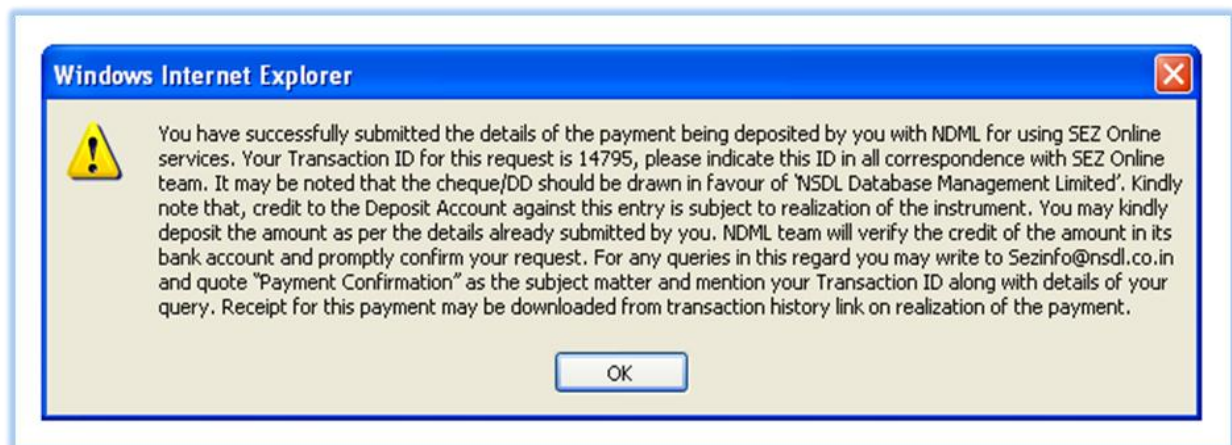 Windows Internet Explorer
You have successfully submitted the details of the payment being deposited by you with NDML for using SEZ Online
services. Your Transaction ID for this request is 14795, please indicate this ID in all correspondence with SEZ Online
team. It may be noted that the cheque/DD should be drawn in favour of 'NSDL Database Management Limited'. Kindly
note that, credit to the Deposit Account against this entry is subject to realization of the instrument. You may kindly
deposit the amount as per the details already submitted by you. NDML team will verify the credit of the amount in its
bank account and promptly confirm your request. For any queries in this regard you may write to Sezinfo@nsdl.co.in
and quote "Payment Confirmation" as the subject matter and mention your Transaction ID along with details of your
query. Receipt for this payment may be downloaded from transaction history link on realization of the payment.
OK